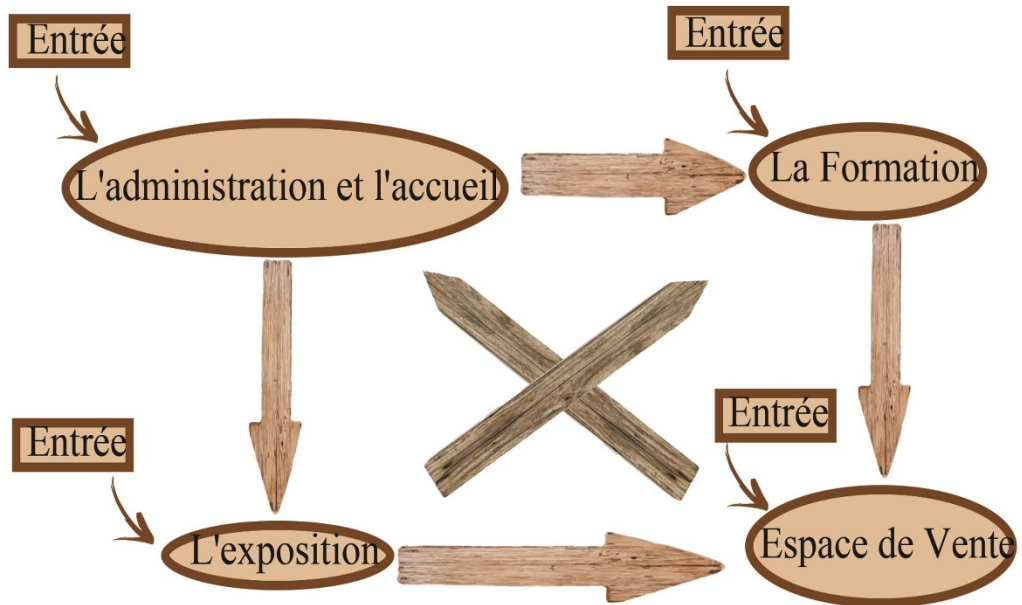 Entrée
Entrée
L'administration et l'accueil
La Formation
Entrée
Entrée
L'exposition
Espace de Vente